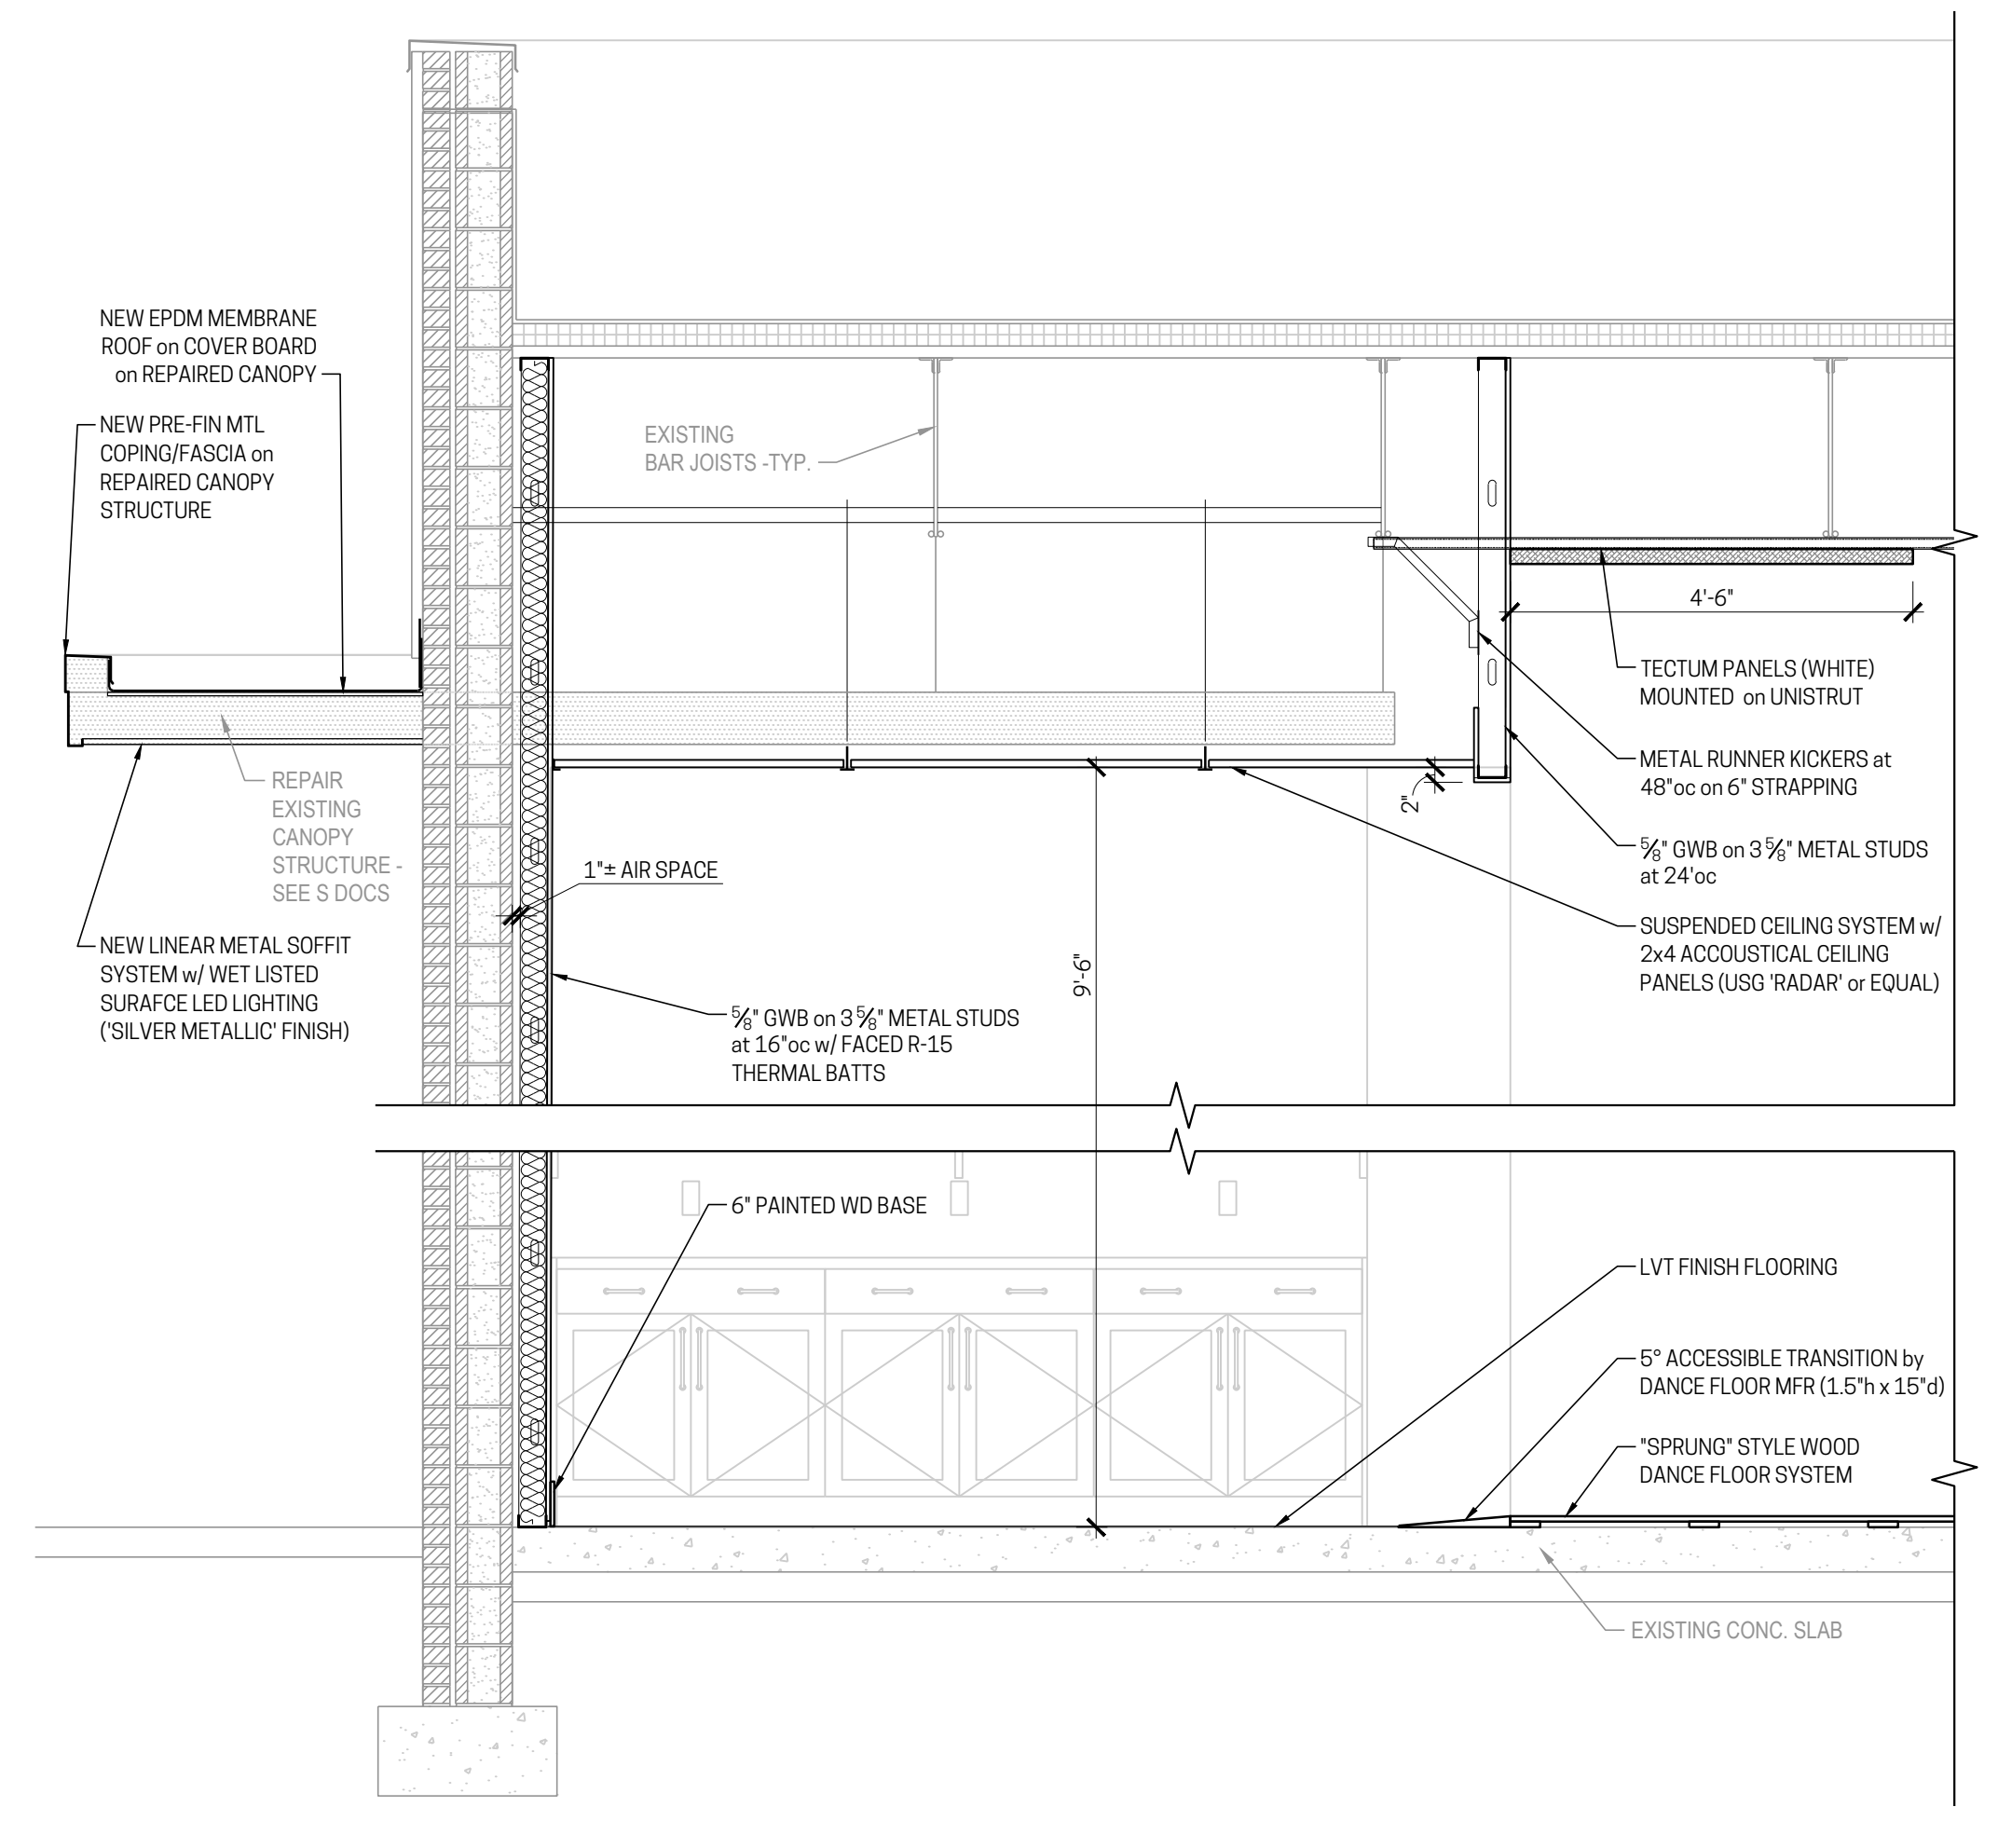 NEW EPDM MEMBRANE
ROOF on COVER BOARD
on REPAIRED CANOPY
NEW PRE-FIN MTL
COPING/FASCIA on
REPAIRED CANOPY
STRUCTURE
EXISTING
BAR JOISTS -TYP.
4'-6"
TECTUM PANELS (WHITE)
MOUNTED on UNISTRUT
METAL RUNNER KICKERS at
48"oc on 6" STRAPPING
2"
REPAIR
EXISTING
CANOPY
STRUCTURE -
SEE S DOCS
5/8" GWB on 3 5/8" METAL STUDS
at 24'oc
1"± AIR SPACE
SUSPENDED CEILING SYSTEM w/
2x4 ACCOUSTICAL CEILING
PANELS (USG 'RADAR' or EQUAL)
NEW LINEAR METAL SOFFIT
SYSTEM w/ WET LISTED
SURAFCE LED LIGHTING
('SILVER METALLIC' FINISH)
9'-6"
5/8" GWB on 3 5/8" METAL STUDS
at 16"oc w/ FACED R-15
THERMAL BATTS
6" PAINTED WD BASE
LVT FINISH FLOORING
5° ACCESSIBLE TRANSITION by
DANCE FLOOR MFR (1.5"h x 15"d)
"SPRUNG" STYLE WOOD
DANCE FLOOR SYSTEM
EXISTING CONC. SLAB